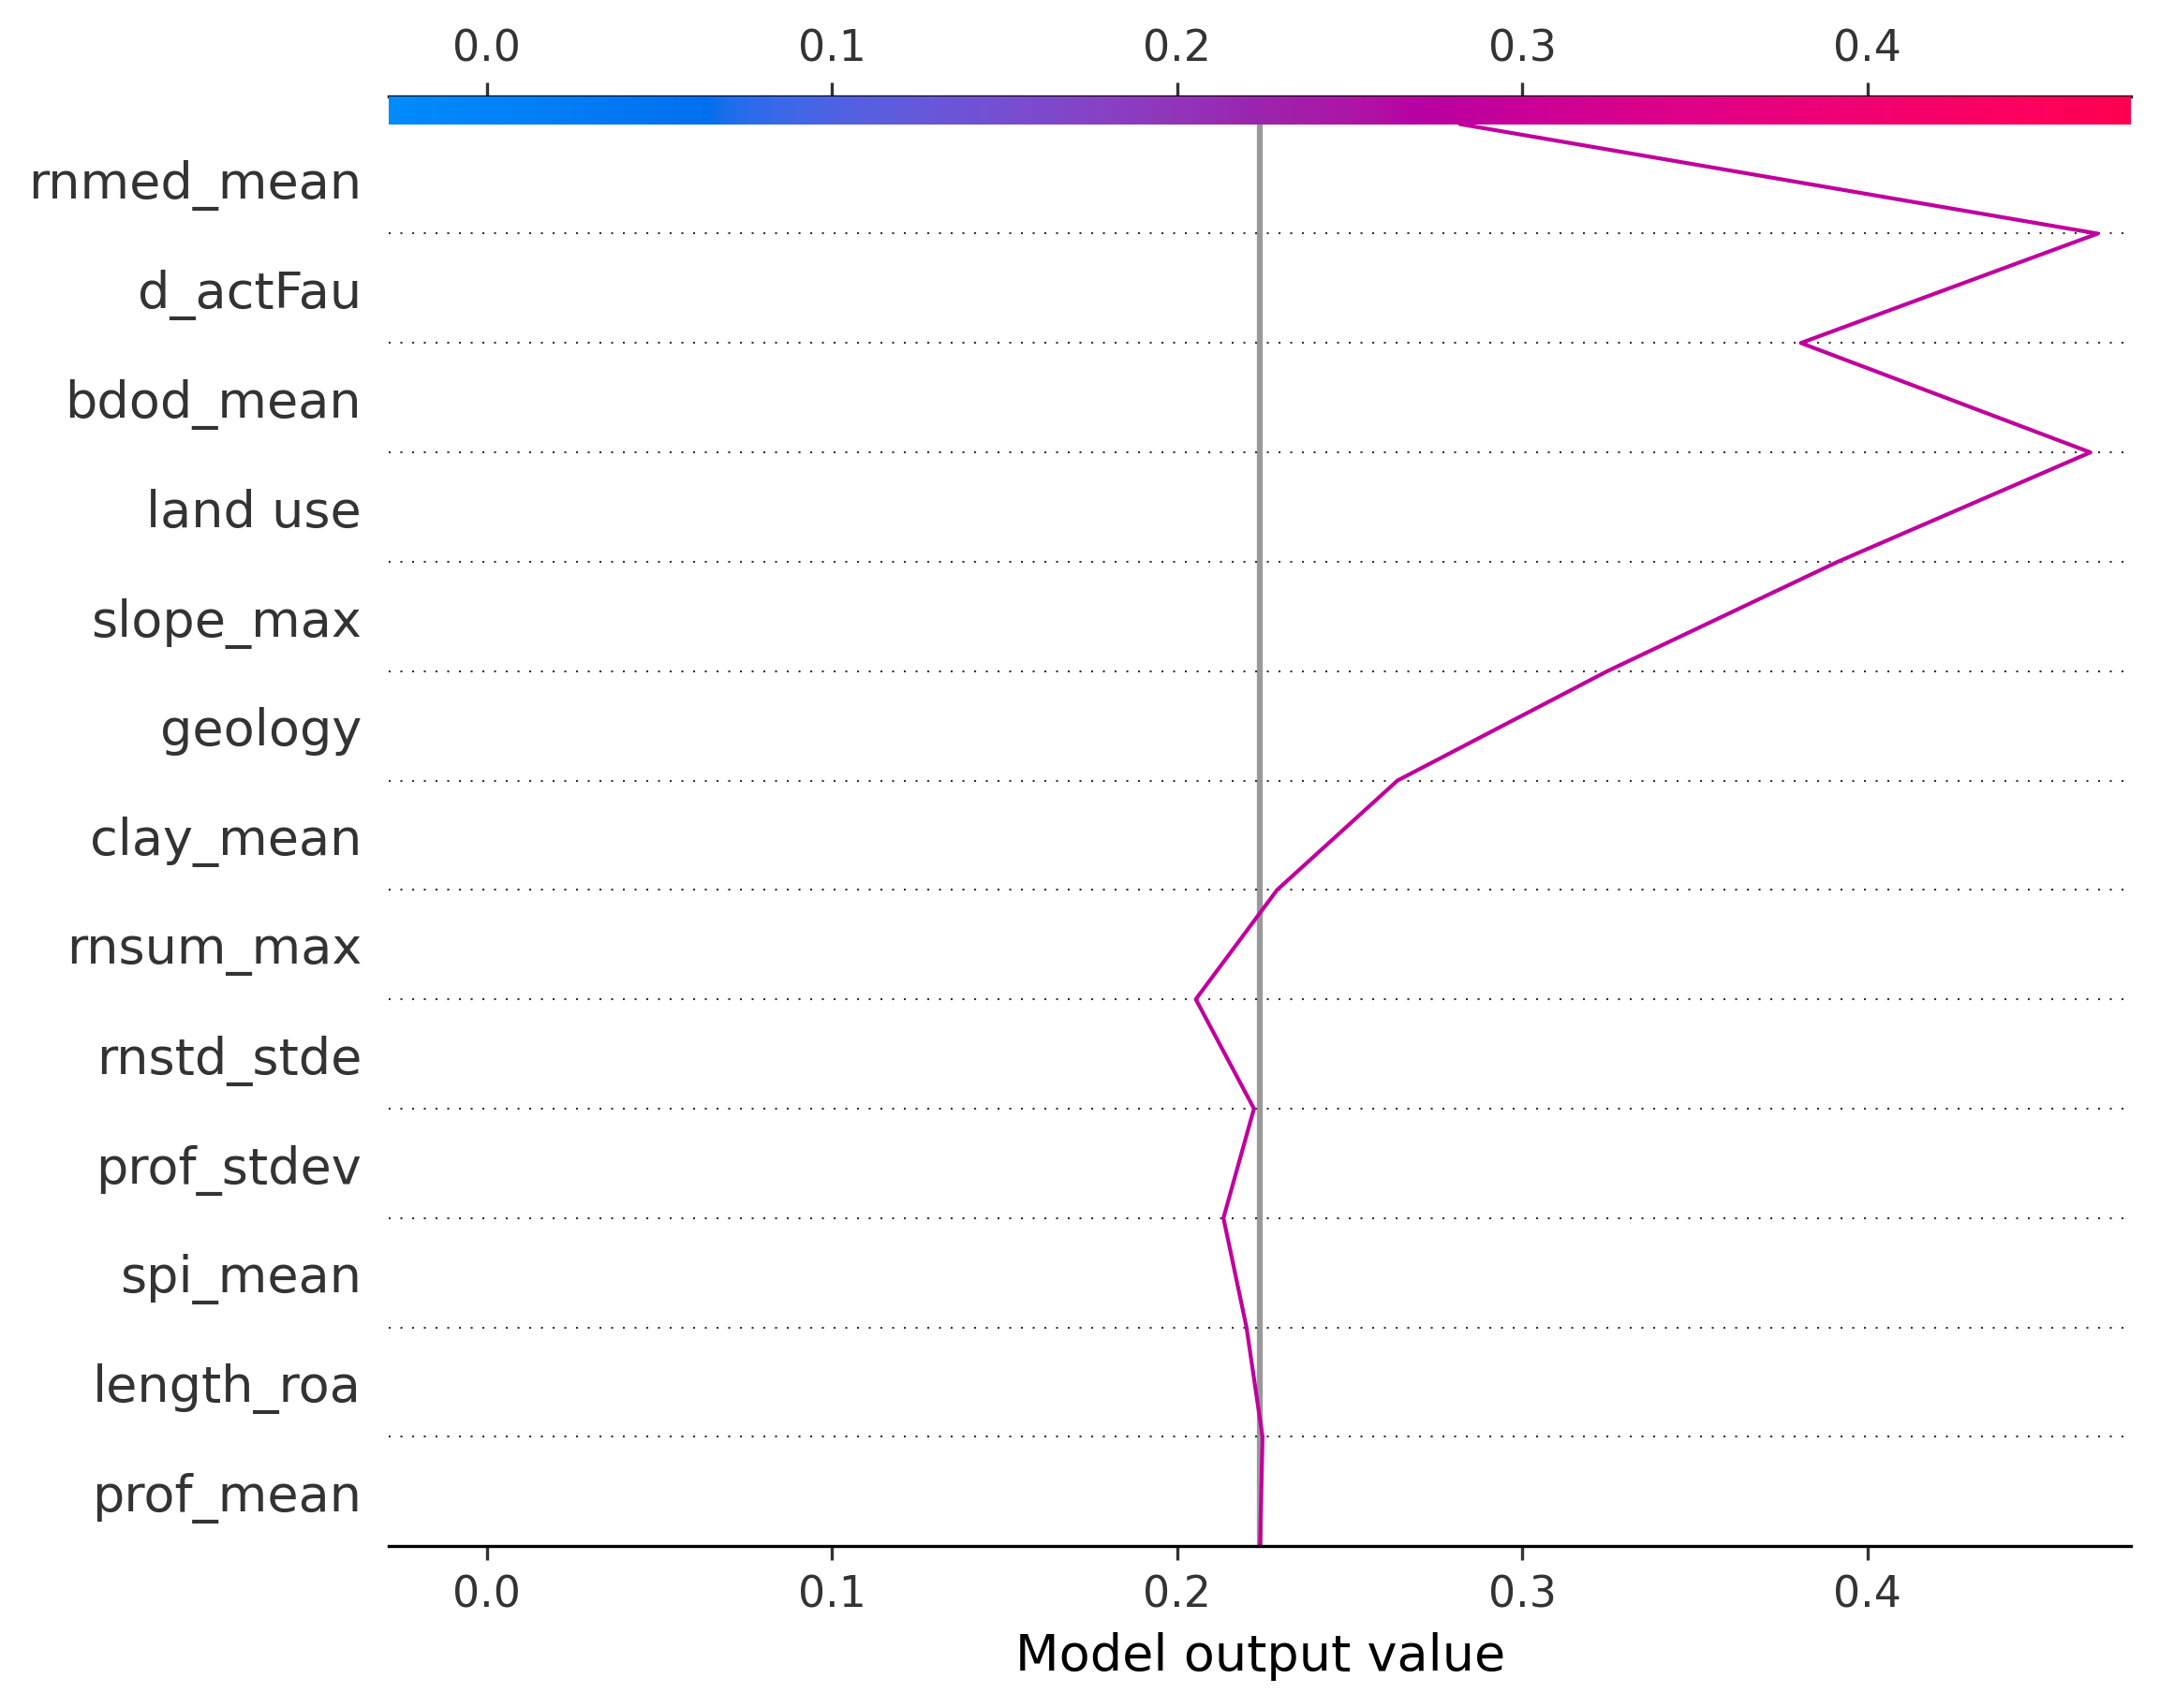 0.0 0.1 0.2 0.3 0.4
rnmed_mean
d_actFau
bdod_mean
land use
slope_max
geology
clay_mean
rnsum_max
rnstd_stde
prof_stdev
spi_mean
length_roa
prof_mean
0.0 0.1 0.2 0.3 0.4
Model output value